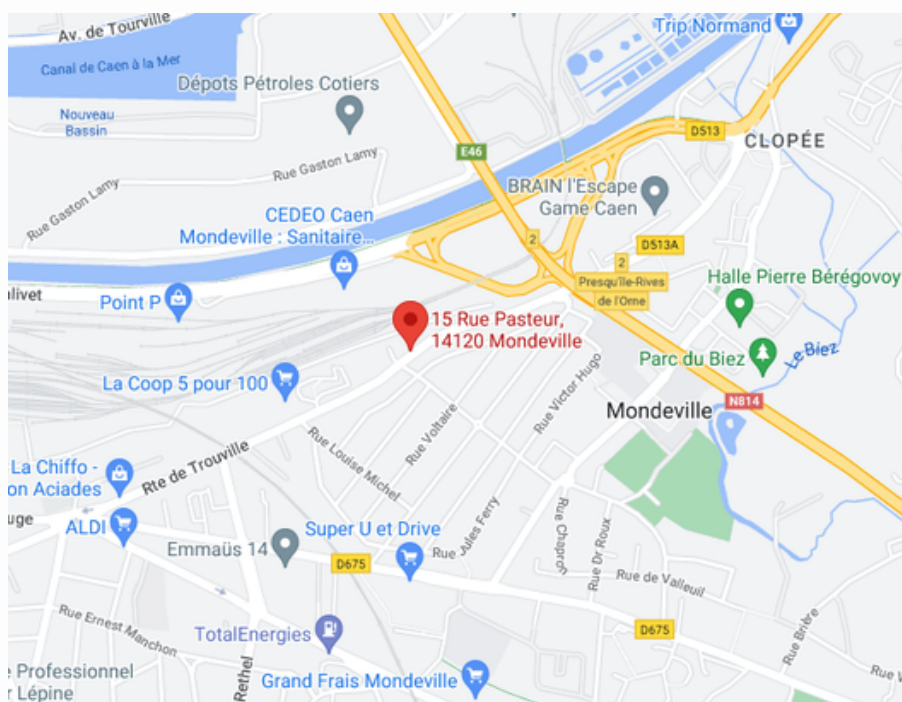 Av. de Tourville
Trip Normand
Canal de Caen à la Mer
Dépots Pétroles Cotiers
Nouveau
Bassin
D513
CLOPÉE
E46
Rue Gaston Lamy
Rue Gaston Lamy
BRAIN l'Escape
Game Caen
CEDEO Caen
Mondeville : Sanitaire...
2
D513A
2
Presqu'île-Rives
de l'Orne
Halle Pierre Bérégovoy
alivet
Point P
15 Rue Pasteur,
14120 Mondeville
Parc du Biez
Le Biez
La Coop 5 pour 100
Rue Victor Hugo
Mondeville
N814
Rue Voltaire
Rue Louise Michel
Rte de Trouville
La Chiffo -
on Aciades
uge
ALDI
Emmaüs 14
Super U et Drive
Rue Jules Ferry
Rue Chapron
Rue Dr Roux
D675
Rue de Valleuil
Rue Ernest Manchon
TotalEnergies
D675
Rue Brière
Rethel
Professionnel
r Lépine
Grand Frais Mondeville
Rue V